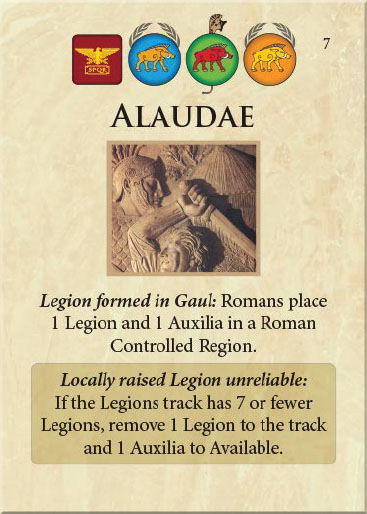 7
SPQR
ALAUDAE
Legion formed in Gaul: Romans place
1 Legion and 1 Auxilia in a Roman
Controlled Region.
Locally raised Legion unreliable:
If the Legions track has 7 or fewer
Legions, remove 1 Legion to the track
and 1 Auxilia to Available.